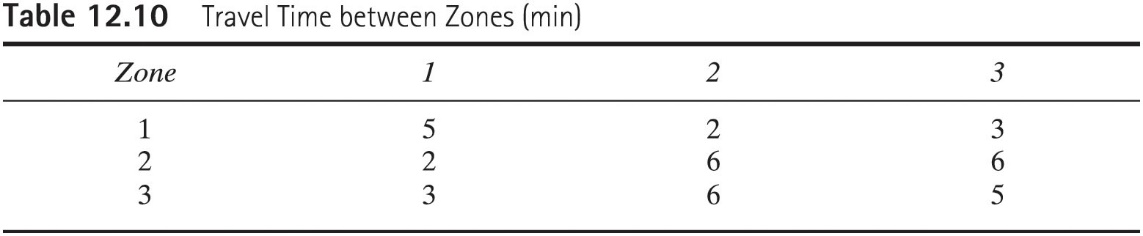 Table 12.10 Travel Time between Zones (min)
Zone 1 2 3
1 5 2 3
2 2 6 6
3 3 6 5